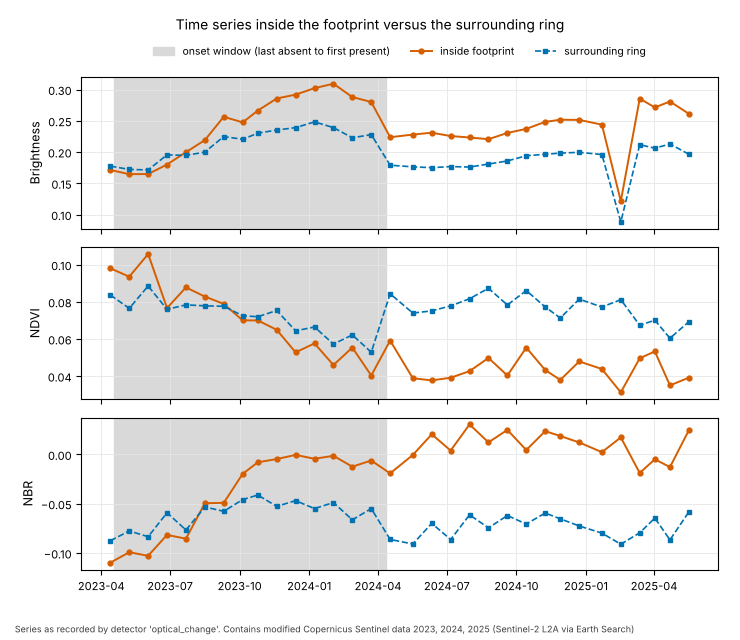 Time series inside the footprint versus the surrounding ring
onset window (last absent to first present) inside footprint surrounding ring
Brightness
0.30
0.25
0.20
0.15
0.10
NDVI
0.10
0.08
0.06
0.04
NBR
0.00
−0.05
−0.10
2023-04 2023-07 2023-10 2024-01 2024-04 2024-07 2024-10 2025-01 2025-04
Series as recorded by detector 'optical_change'. Contains modified Copernicus Sentinel data 2023, 2024, 2025 (Sentinel-2 L2A via Earth Search)